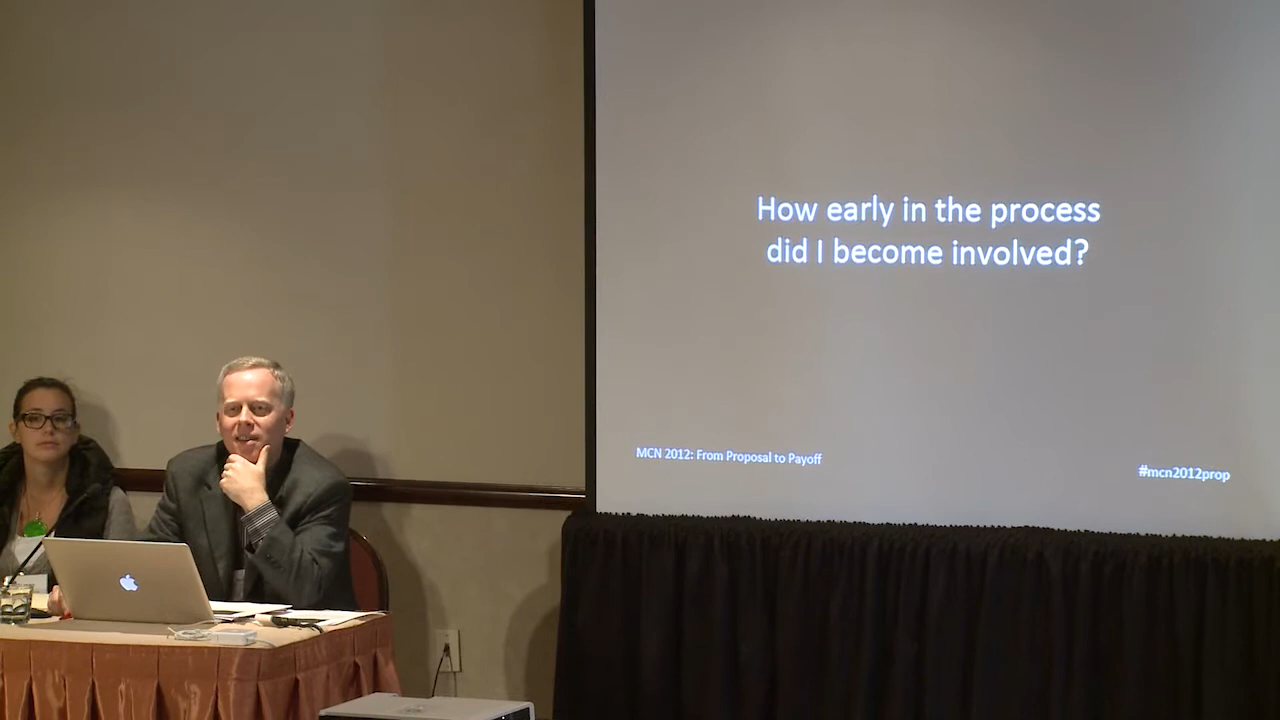 How early in the process
did I become involved?
MCN 2012: From Proposal to Payoff
#mcn2012prop